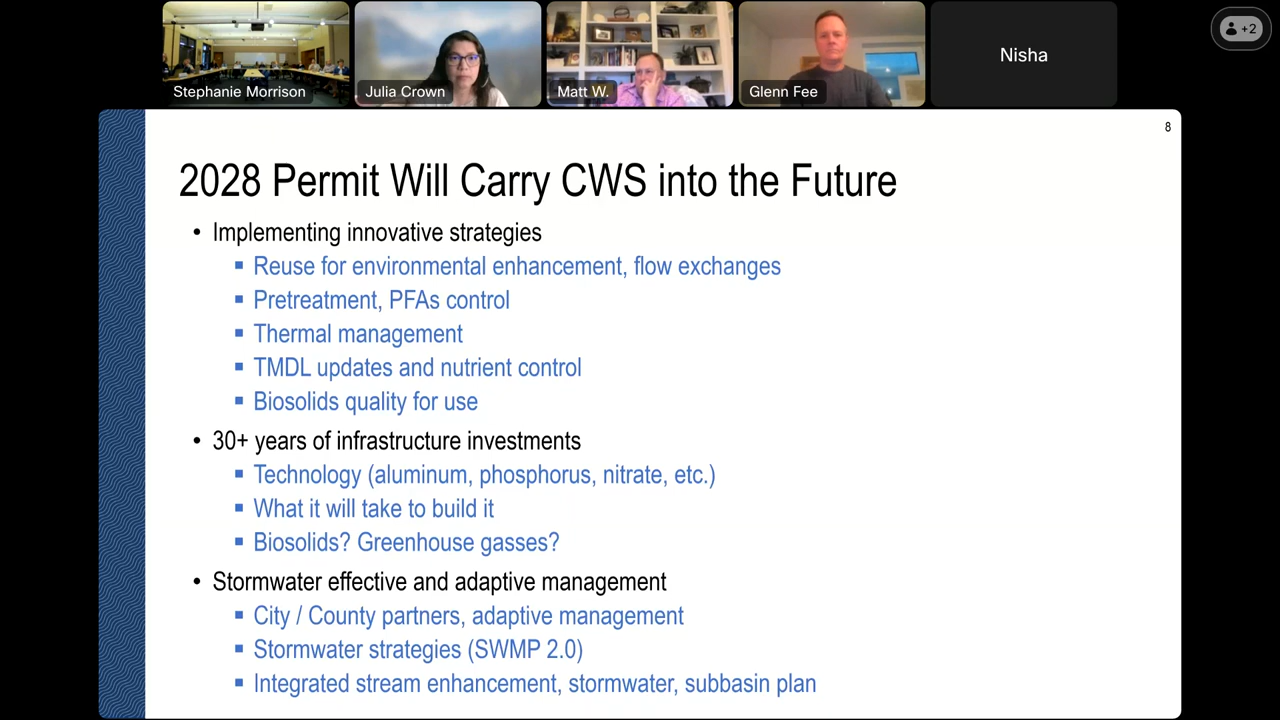 Stephanie Morrison
Julia Crown
Matt W.
Glenn Fee
Nisha
+2
8
2028 Permit Will Carry CWS into the Future
• Implementing innovative strategies
▪ Reuse for environmental enhancement, flow exchanges
▪ Pretreatment, PFAs control
▪ Thermal management
▪ TMDL updates and nutrient control
▪ Biosolids quality for use
• 30+ years of infrastructure investments
▪ Technology (aluminum, phosphorus, nitrate, etc.)
▪ What it will take to build it
▪ Biosolids? Greenhouse gasses?
• Stormwater effective and adaptive management
▪ City / County partners, adaptive management
▪ Stormwater strategies (SWMP 2.0)
▪ Integrated stream enhancement, stormwater, subbasin plan